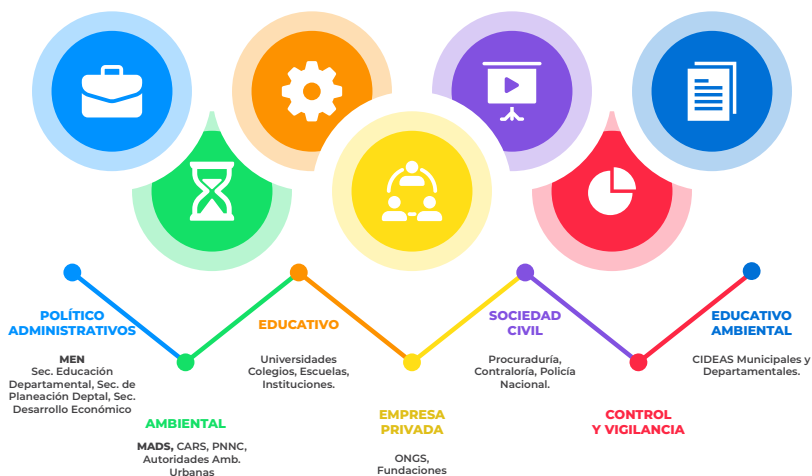 POLÍTICO
ADMINISTRATIVOS
MEN
Sec. Educación
Departamental, Sec. de
Planeación Deptal, Sec.
Desarrollo Económico
AMBIENTAL
MADS, CARS, PNNC,
Autoridades Amb.
Urbanas
EDUCATIVO
Universidades
Colegios, Escuelas,
Instituciones.
EMPRESA
PRIVADA
ONGS,
Fundaciones
SOCIEDAD
CIVIL
Procuraduría,
Contraloría, Policía
Nacional.
CONTROL
Y VIGILANCIA
EDUCATIVO
AMBIENTAL
CIDEAS Municipales y
Departamentales.